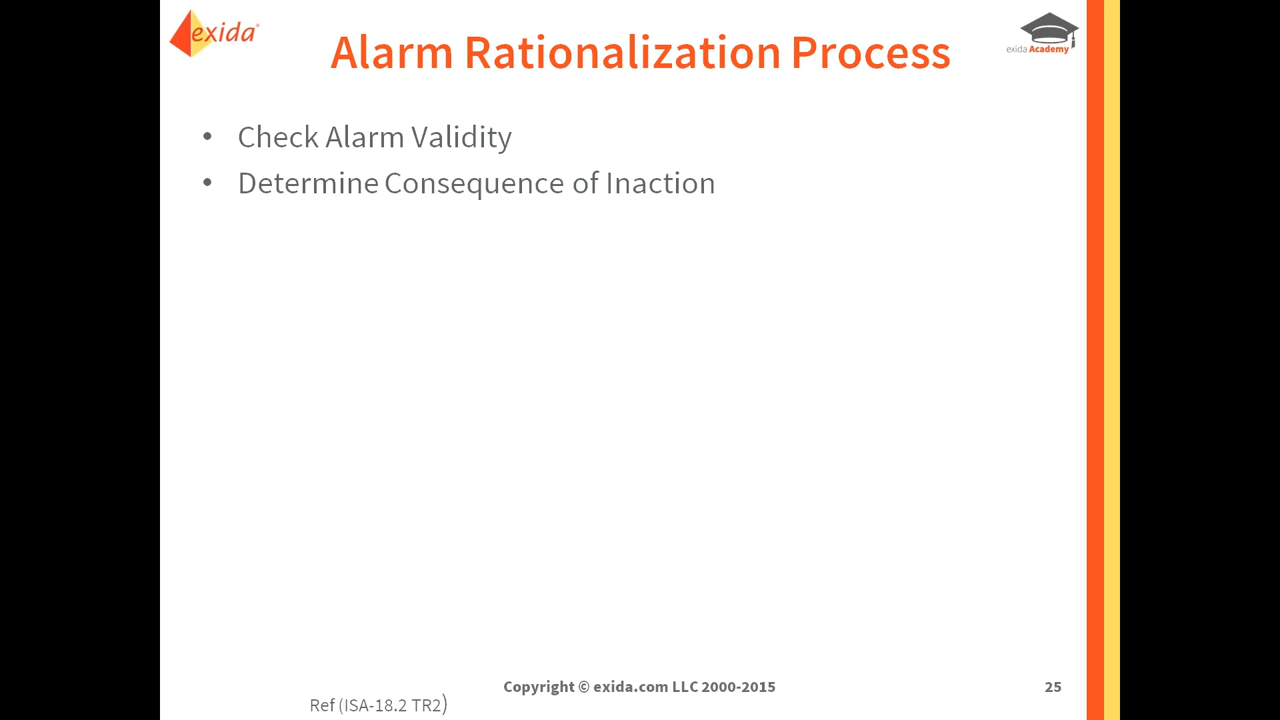 exida
Alarm Rationalization Process
exida Academy
• Check Alarm Validity
• Determine Consequence of Inaction
Copyright © exida.com LLC 2000-2015
25
Ref (ISA-18.2 TR2)